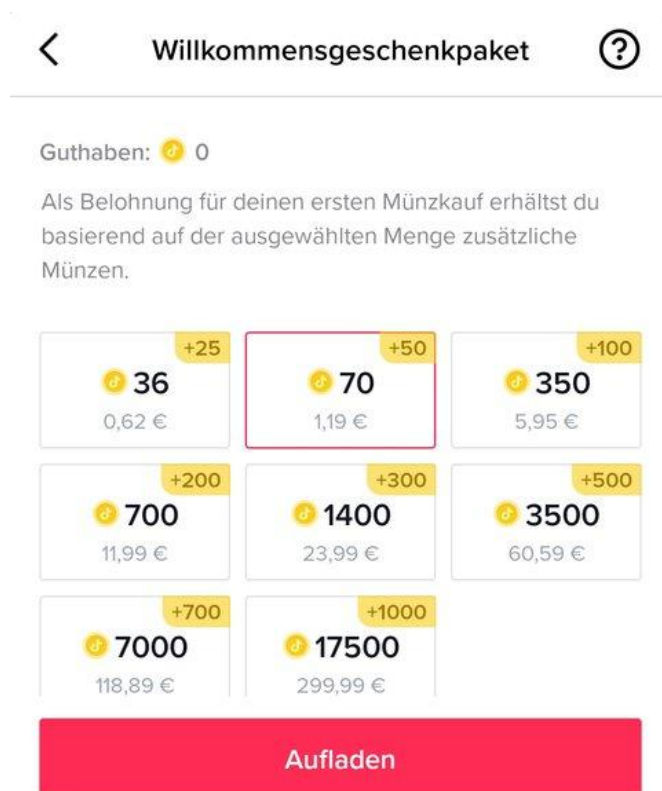 Willkommensgeschenkpaket
Guthaben: 0
Als Belohnung für deinen ersten Münzkauf erhältst du
basierend auf der ausgewählten Menge zusätzliche
Münzen.
+25 +50 +100
36 70 350
0,62 € 1,19 € 5,95 €
+200 +300 +500
700 1400 3500
11,99 € 23,99 € 60,59 €
+700 +1000
7000 17500
118,89 € 299,99 €
Aufladen